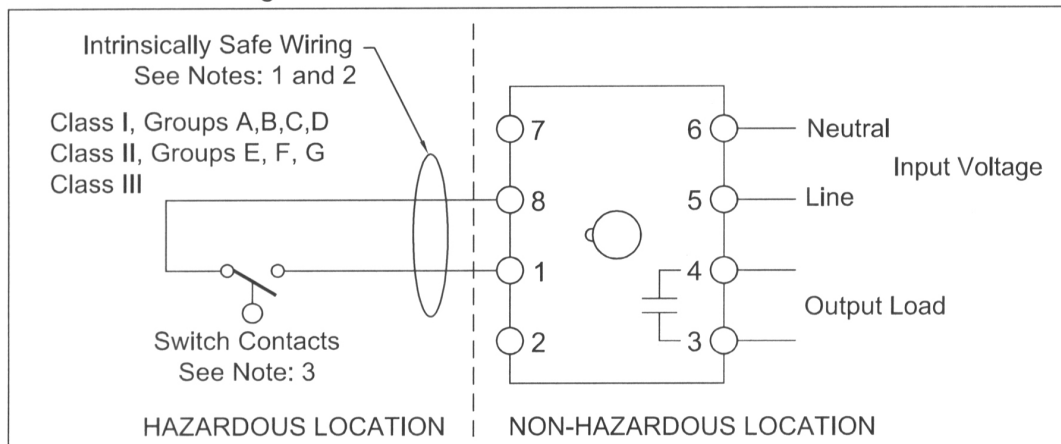 Intrinsically Safe Wiring
See Notes: 1 and 2
Class I, Groups A,B,C,D
Class II, Groups E, F, G
Class III
7
8
1
2
6
5
4
3
Neutral
Input Voltage
Line
Output Load
Switch Contacts
See Note: 3
HAZARDOUS LOCATION
NON-HAZARDOUS LOCATION